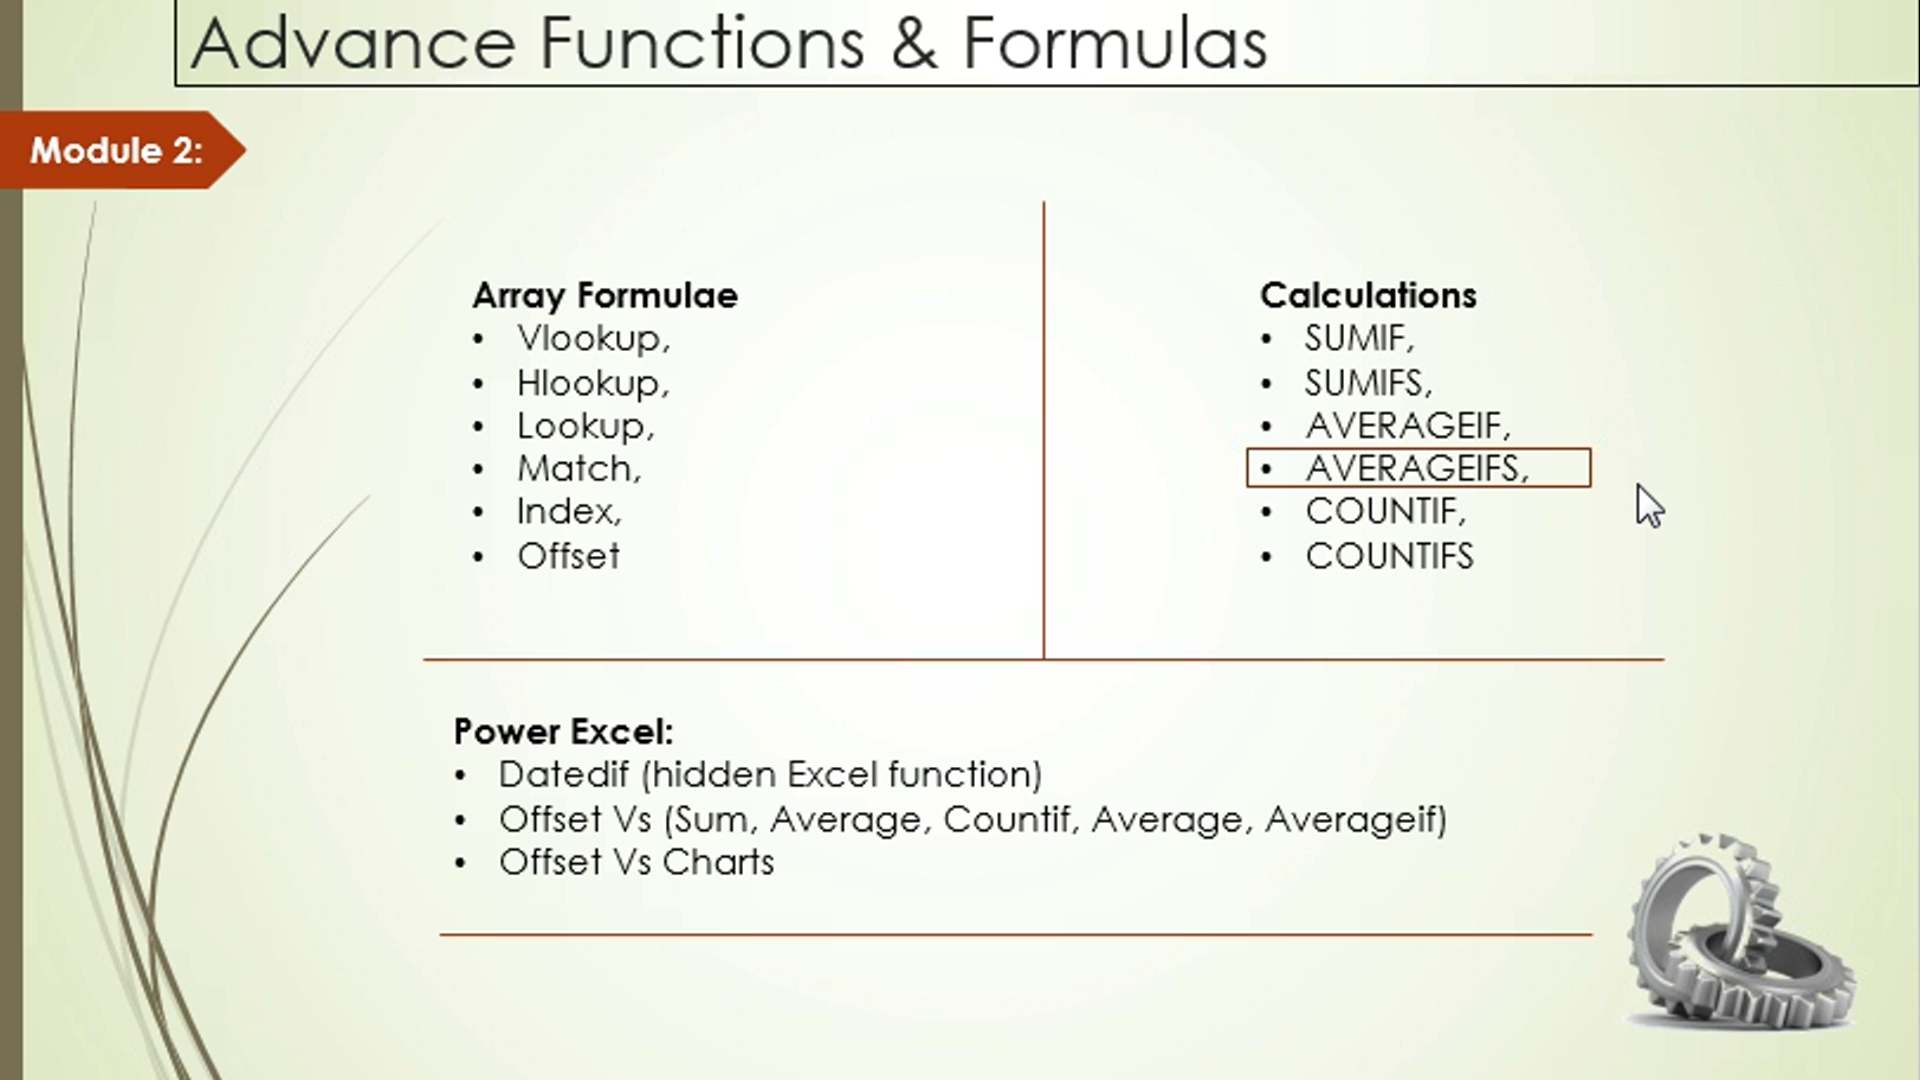 Advance Functions & Formulas
Module 2:
Array Formulae
• Vlookup,
• Hlookup,
• Lookup,
• Match,
• Index,
• Offset
Calculations
• SUMIF,
• SUMIFS,
• AVERAGEIF,
• AVERAGEIFS,
• COUNTIF,
• COUNTIFS
Power Excel:
• Datedif (hidden Excel function)
• Offset Vs (Sum, Average, Countif, Average, Averageif)
• Offset Vs Charts